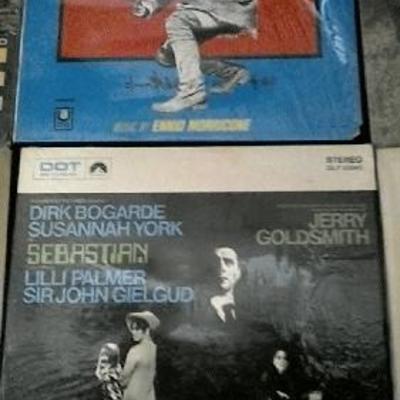 MUSIC BY ENNIO MORRICONE
DOT
STEREO
DIRK BOGARDE
SUSANNAH YORK
SEBASTIAN
LILLI PALMER
SIR JOHN GIELGUD
JERRY
GOLDSMITH